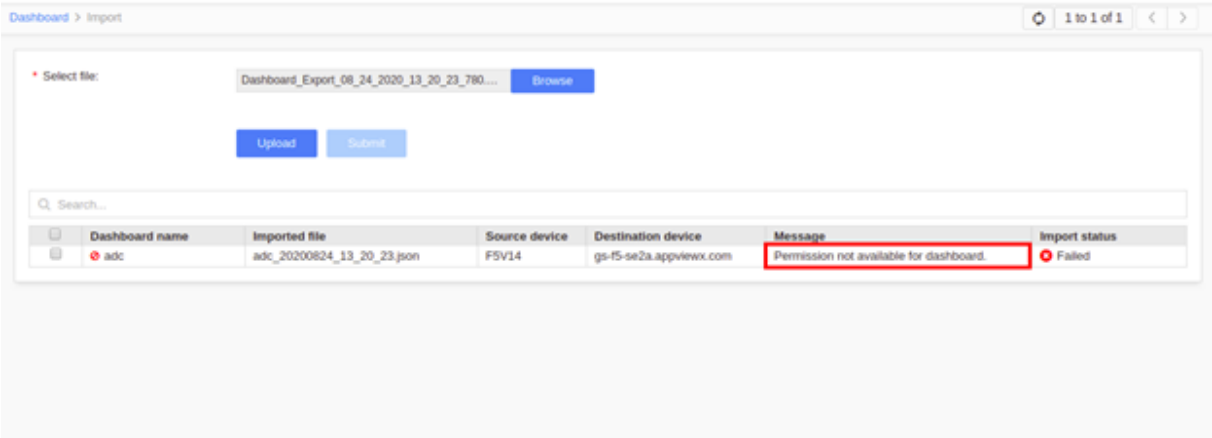 Dashboard > Import
1 to 1 of 1 < >
* Select file:
Dashboard_Export_08_24_2020_13_20_23_780....
Browse
Upload Submit
Search...
Dashboard name Imported file Source device Destination device Message Import status
adc adc_20200824_13_20_23.json F5V14 gs-f5-se2a.appviewx.com Permission not available for dashboard. Failed